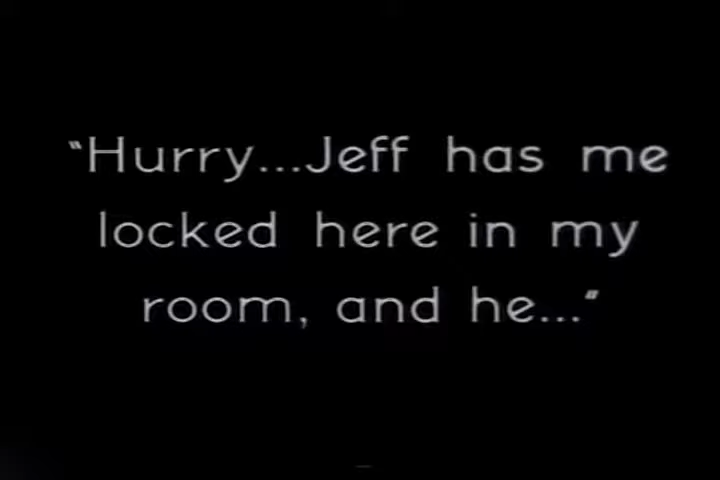 "Hurry...Jeff has me
locked here in my
room, and he..."